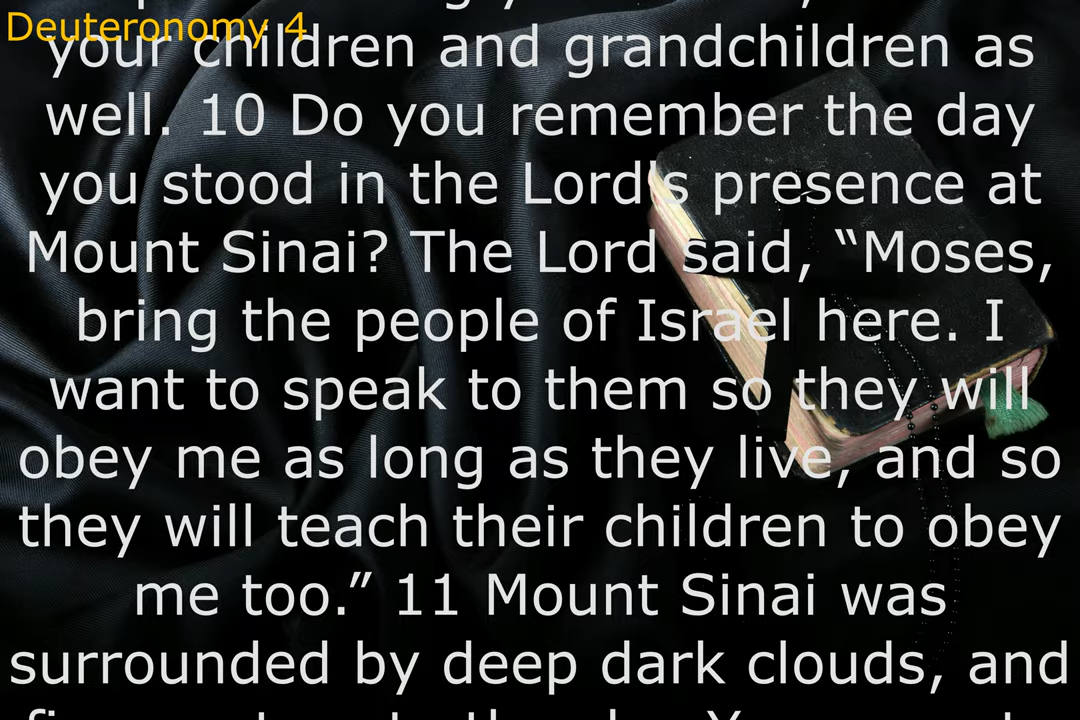 Deuteronomy 4
your children and grandchildren as
well. 10 Do you remember the day
you stood in the Lord's presence at
Mount Sinai? The Lord said, “Moses,
bring the people of Israel here. I
want to speak to them so they will
obey me as long as they live, and so
they will teach their children to obey
me too.” 11 Mount Sinai was
surrounded by deep dark clouds, and